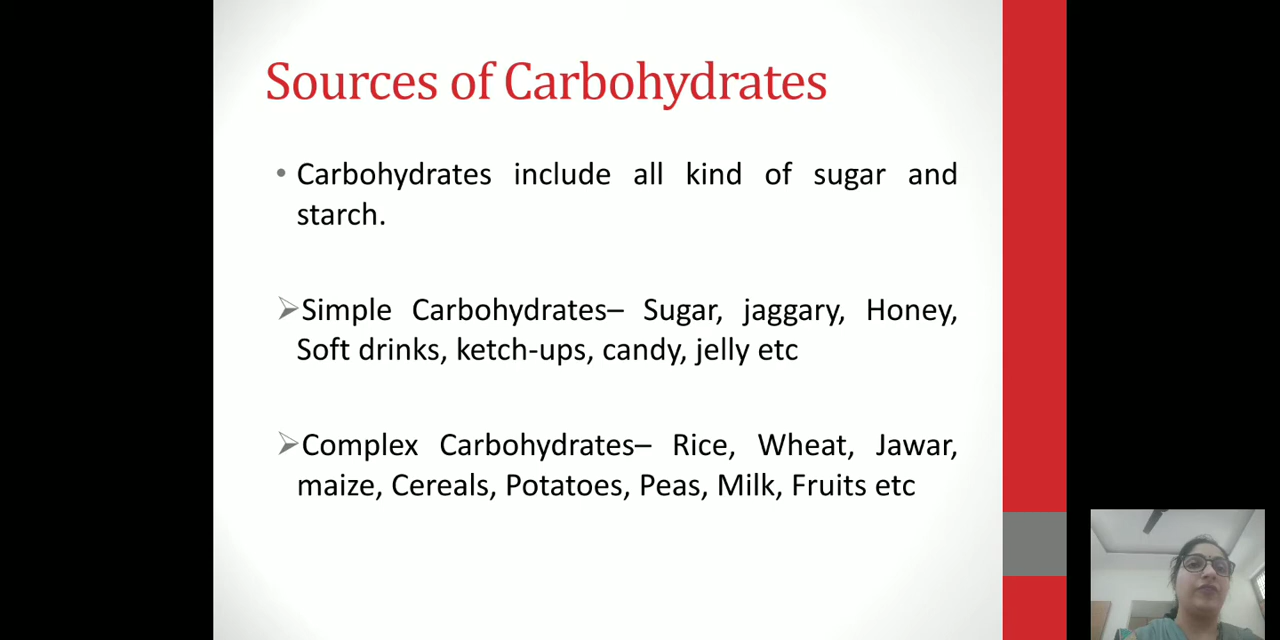 Sources of Carbohydrates
• Carbohydrates include all kind of sugar and
starch.
➢Simple Carbohydrates– Sugar, jaggary, Honey,
Soft drinks, ketch-ups, candy, jelly etc
➢Complex Carbohydrates– Rice, Wheat, Jawar,
maize, Cereals, Potatoes, Peas, Milk, Fruits etc